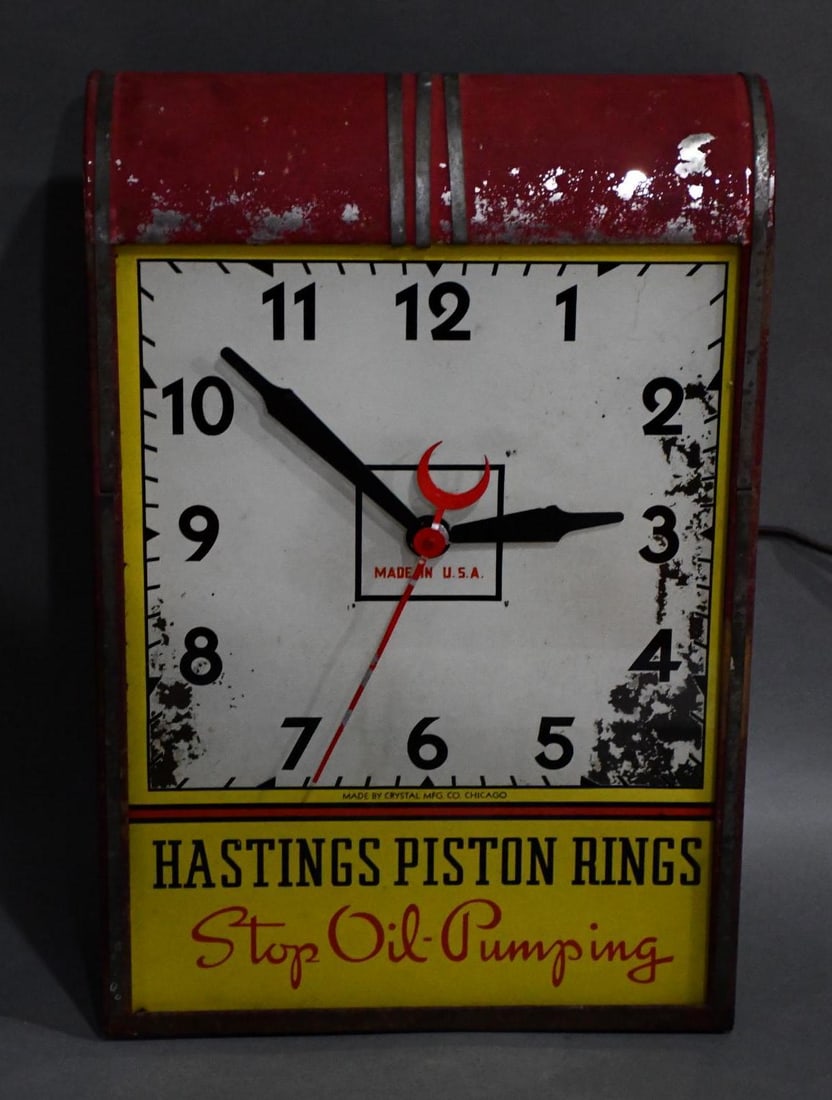 11 12 1
10 2
9 3
MADE IN U.S.A.
8 4
7 6 5
MADE BY CRYSTAL MFG. CO. CHICAGO
HASTINGS PISTON RINGS
Stop Oil-Pumping